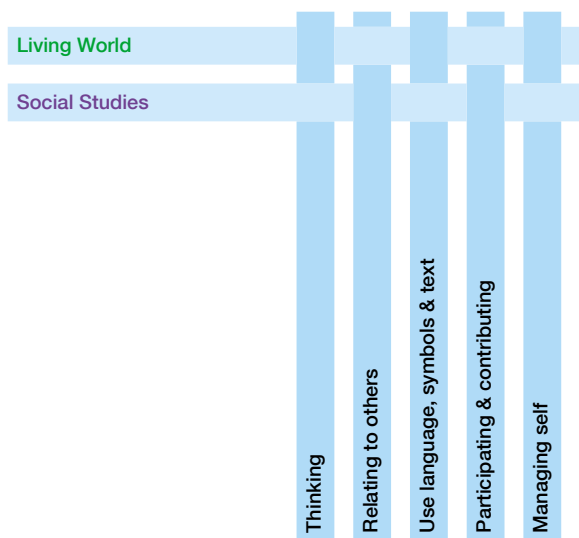 Living World
Social Studies
Thinking
Relating to others
Use language, symbols & text
Participating & contributing
Managing self